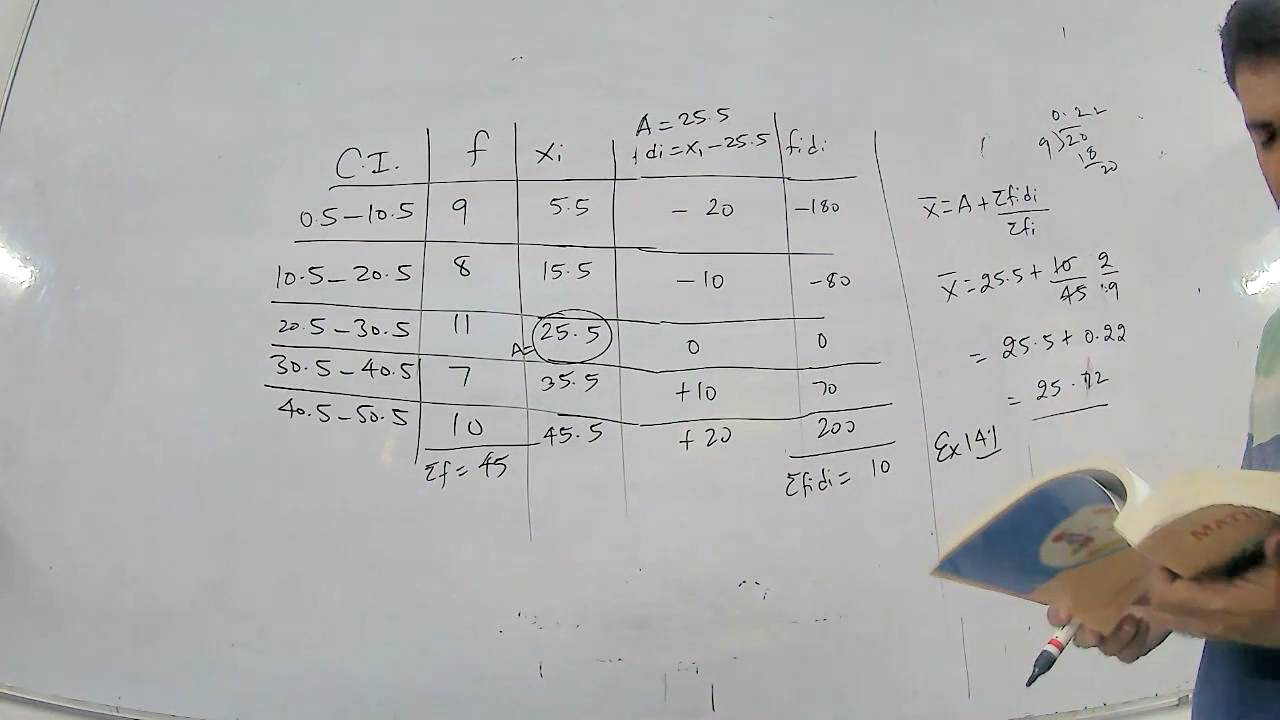 A = 25.5
C.I. f xi di = xi - 25.5 fidi
0.5 - 10.5 9 5.5 - 20 -180
10.5 - 20.5 8 15.5 -10 -80
20.5 - 30.5 11 A= 25.5 0 0
30.5 - 40.5 7 35.5 +10 70
40.5 - 50.5 10 45.5 + 20 200
Σf = 45 Σfidi = 10
0.22
9)20
18
20
x̄ = A + Σfidi / Σfi
x̄ = 25.5 + 10/45 2/9
= 25.5 + 0.22
= 25.72
Ex 14.1